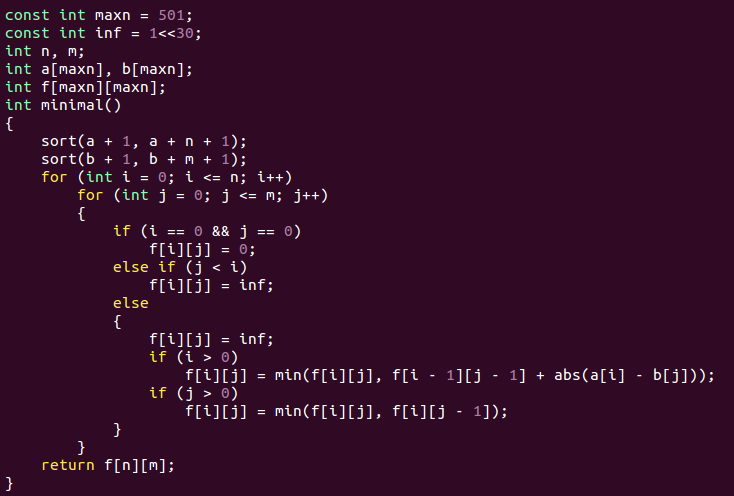 const int maxn = 501;
const int inf = 1<<30;
int n, m;
int a[maxn], b[maxn];
int f[maxn][maxn];
int minimal()
{
    sort(a + 1, a + n + 1);
    sort(b + 1, b + m + 1);
    for (int i = 0; i <= n; i++)
        for (int j = 0; j <= m; j++)
        {
            if (i == 0 && j == 0)
                f[i][j] = 0;
            else if (j < i)
                f[i][j] = inf;
            else
            {
                f[i][j] = inf;
                if (i > 0)
                    f[i][j] = min(f[i][j], f[i - 1][j - 1] + abs(a[i] - b[j]));
                if (j > 0)
                    f[i][j] = min(f[i][j], f[i][j - 1]);
            }
        }
    return f[n][m];
}